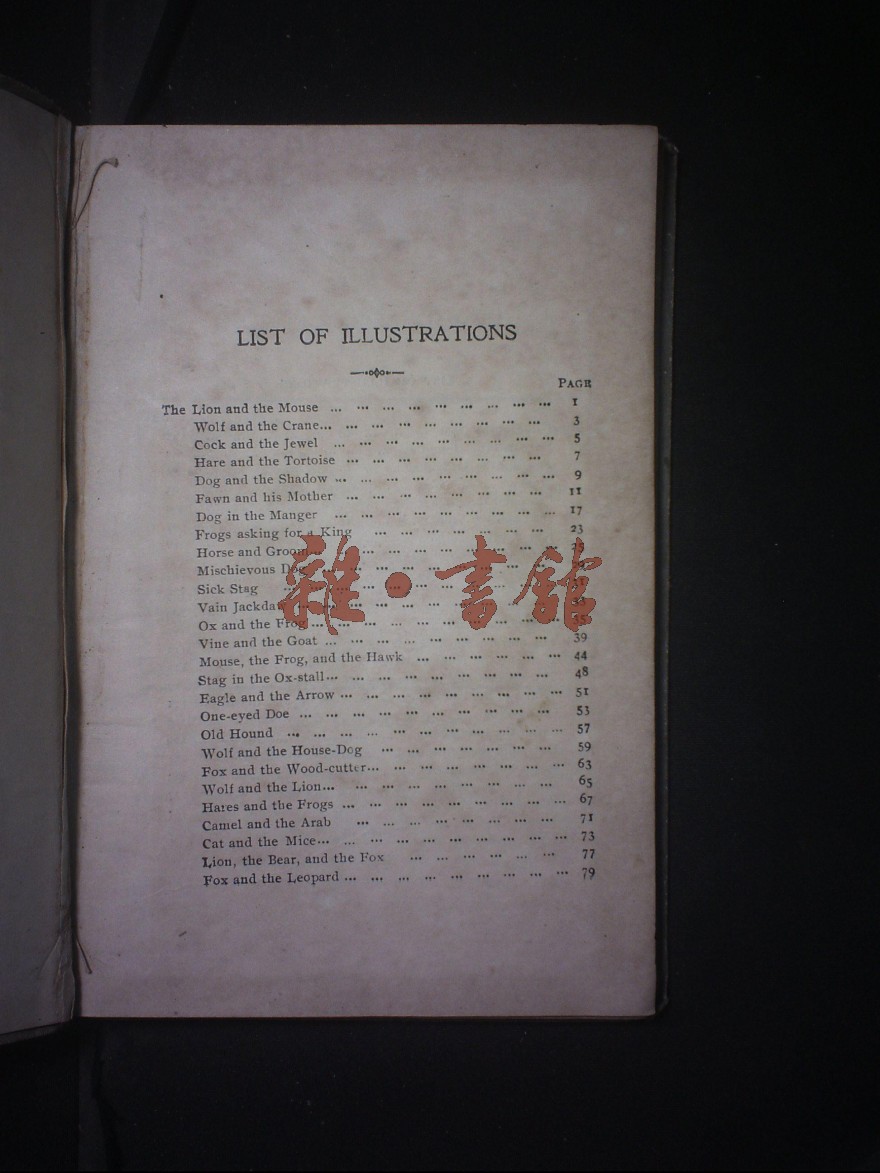 LIST OF ILLUSTRATIONS
PAGE
The Lion and the Mouse ... ... ... ... ... ... ... ... ... 1
Wolf and the Crane... ... ... ... ... ... ... ... ... 3
Cock and the Jewel ... ... ... ... ... ... ... ... ... 5
Hare and the Tortoise ... ... ... ... ... ... ... ... 7
Dog and the Shadow ... ... ... ... ... ... ... ... ... 9
Fawn and his Mother ... ... ... ... ... ... ... ... 11
Dog in the Manger ... ... ... ... ... ... ... ... ... 17
Frogs asking for a King ... ... ... ... ... ... ... 23
Horse and Groom ... ... ... ... ... ... ... ...
Mischievous Dog ... ... ... ... ... ... ... ...
Sick Stag ... ... ... ... ... ... ... ... ...
Vain Jackdaw ... ... ... ... ... ... ... ... ... 33
Ox and the Frog ... ... ... ... ... ... ... ... ... 35
Vine and the Goat ... ... ... ... ... ... ... ... ... 39
Mouse, the Frog, and the Hawk ... ... ... ... ... ... 44
Stag in the Ox-stall... ... ... ... ... ... ... ... ... 48
Eagle and the Arrow ... ... ... ... ... ... ... ... ... 51
One-eyed Doe ... ... ... ... ... ... ... ... ... ... 53
Old Hound ... ... ... ... ... ... ... ... ... ... ... 57
Wolf and the House-Dog ... ... ... ... ... ... ... 59
Fox and the Wood-cutter... ... ... ... ... ... ... ... 63
Wolf and the Lion... ... ... ... ... ... ... ... ... 65
Hares and the Frogs ... ... ... ... ... ... ... ... ... 67
Camel and the Arab ... ... ... ... ... ... ... ... 71
Cat and the Mice... ... ... ... ... ... ... ... ... ... 73
Lion, the Bear, and the Fox ... ... ... ... ... ... 77
Fox and the Leopard ... ... ... ... ... ... ... ... ... 79
雜·書館